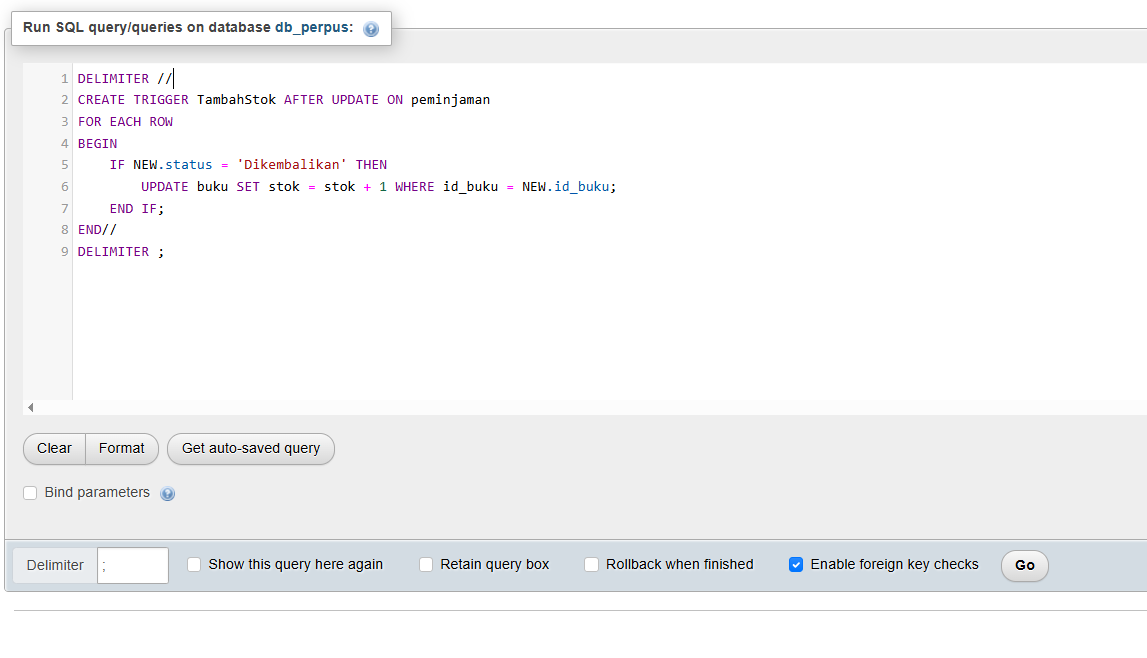 Run SQL query/queries on database db_perpus:
1 DELIMITER //
2 CREATE TRIGGER TambahStok AFTER UPDATE ON peminjaman
3 FOR EACH ROW
4 BEGIN
5     IF NEW.status = 'Dikembalikan' THEN
6         UPDATE buku SET stok = stok + 1 WHERE id_buku = NEW.id_buku;
7     END IF;
8 END//
9 DELIMITER ;
Clear Format Get auto-saved query
Bind parameters
Delimiter ; Show this query here again Retain query box Rollback when finished Enable foreign key checks Go